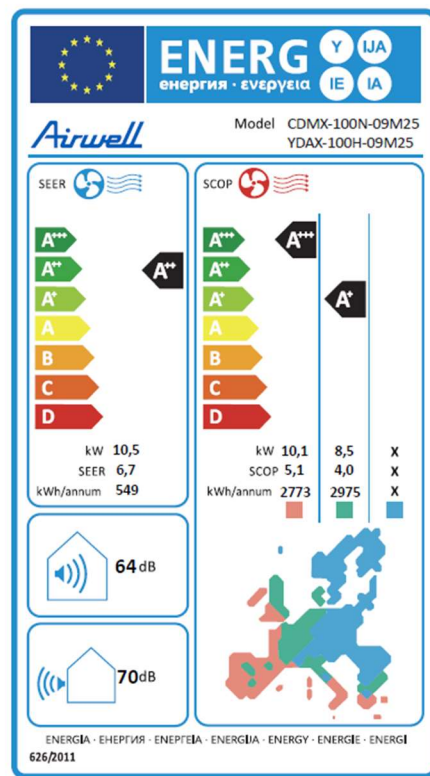 ENERG Y IJA
енергия · ενεργεια IE IA
Airwell
Model CDMX-100N-09M25
YDAX-100H-09M25
SEER
A+++
A++
A+
A
B
C
D
A++
kW 10,5
SEER 6,7
kWh/annum 549
SCOP
A+++
A++
A+
A
B
C
D
A+++
A+
kW 10,1 8,5 X
SCOP 5,1 4,0 X
kWh/annum 2773 2975 X
64 dB
70dB
ENERGIA · ЕНЕРГИЯ · ΕΝΕΡΓΕΙΑ · ENERGIJA · ENERGY · ENERGIE · ENERGI
626/2011